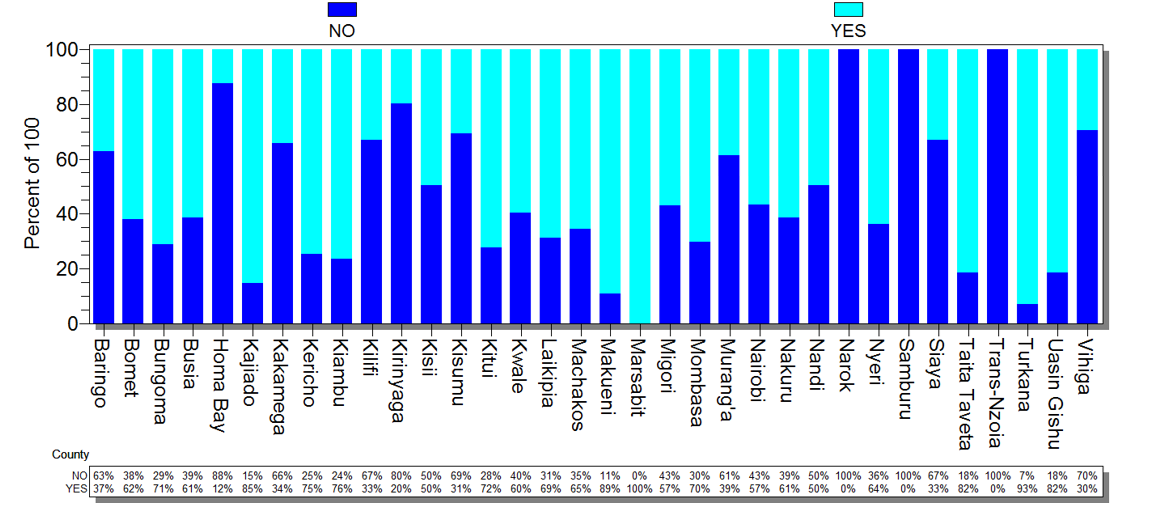 NO YES
Percent of 100
100
80
60
40
20
0
Baringo
Bomet
Bungoma
Busia
Homa Bay
Kajiado
Kakamega
Kericho
Kiambu
Kilifi
Kirinyaga
Kisii
Kisumu
Kitui
Kwale
Laikipia
Machakos
Makueni
Marsabit
Migori
Mombasa
Murang'a
Nairobi
Nakuru
Nandi
Narok
Nyeri
Samburu
Siaya
Taita Taveta
Trans-Nzoia
Turkana
Uasin Gishu
Vihiga
County
NO 63% 38% 29% 39% 88% 15% 66% 25% 24% 67% 80% 50% 69% 28% 40% 31% 35% 11% 0% 43% 30% 61% 43% 39% 50% 100% 36% 100% 67% 18% 100% 7% 18% 70%
YES 37% 62% 71% 61% 12% 85% 34% 75% 76% 33% 20% 50% 31% 72% 60% 69% 65% 89% 100% 57% 70% 39% 57% 61% 50% 0% 64% 0% 33% 82% 0% 93% 82% 30%